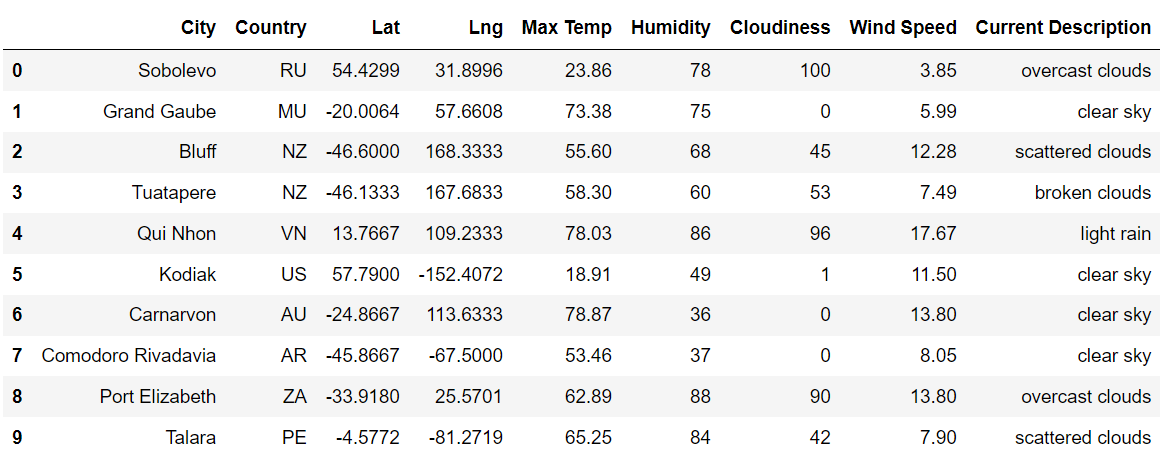 City Country Lat Lng Max Temp Humidity Cloudiness Wind Speed Current Description
0 Sobolevo RU 54.4299 31.8996 23.86 78 100 3.85 overcast clouds
1 Grand Gaube MU -20.0064 57.6608 73.38 75 0 5.99 clear sky
2 Bluff NZ -46.6000 168.3333 55.60 68 45 12.28 scattered clouds
3 Tuatapere NZ -46.1333 167.6833 58.30 60 53 7.49 broken clouds
4 Qui Nhon VN 13.7667 109.2333 78.03 86 96 17.67 light rain
5 Kodiak US 57.7900 -152.4072 18.91 49 1 11.50 clear sky
6 Carnarvon AU -24.8667 113.6333 78.87 36 0 13.80 clear sky
7 Comodoro Rivadavia AR -45.8667 -67.5000 53.46 37 0 8.05 clear sky
8 Port Elizabeth ZA -33.9180 25.5701 62.89 88 90 13.80 overcast clouds
9 Talara PE -4.5772 -81.2719 65.25 84 42 7.90 scattered clouds